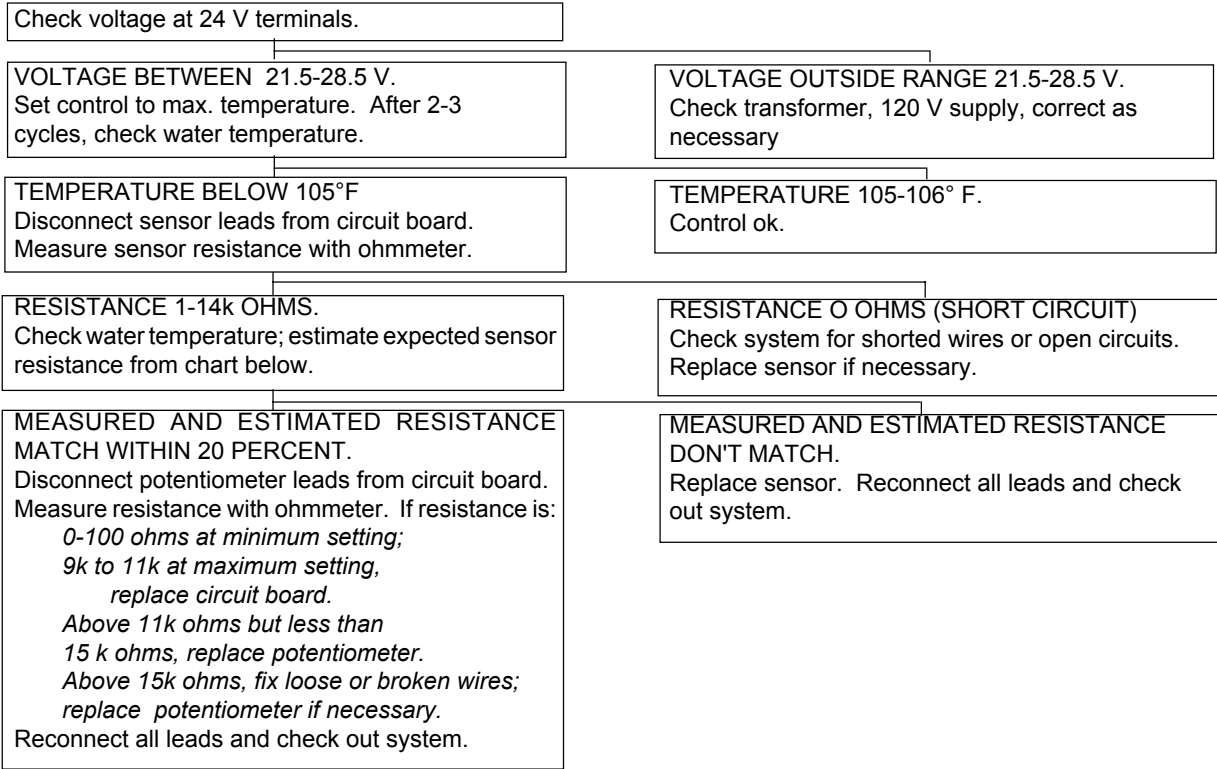 Check voltage at 24 V terminals.
VOLTAGE BETWEEN 21.5-28.5 V.
Set control to max. temperature. After 2-3
cycles, check water temperature.
VOLTAGE OUTSIDE RANGE 21.5-28.5 V.
Check transformer, 120 V supply, correct as
necessary
TEMPERATURE BELOW 105°F
Disconnect sensor leads from circuit board.
Measure sensor resistance with ohmmeter.
TEMPERATURE 105-106° F.
Control ok.
RESISTANCE 1-14k OHMS.
Check water temperature; estimate expected sensor
resistance from chart below.
RESISTANCE O OHMS (SHORT CIRCUIT)
Check system for shorted wires or open circuits.
Replace sensor if necessary.
MEASURED AND ESTIMATED RESISTANCE
MATCH WITHIN 20 PERCENT.
Disconnect potentiometer leads from circuit board.
Measure resistance with ohmmeter. If resistance is:
0-100 ohms at minimum setting;
9k to 11k at maximum setting,
replace circuit board.
Above 11k ohms but less than
15 k ohms, replace potentiometer.
Above 15k ohms, fix loose or broken wires;
replace potentiometer if necessary.
Reconnect all leads and check out system.
MEASURED AND ESTIMATED RESISTANCE
DON'T MATCH.
Replace sensor. Reconnect all leads and check
out system.